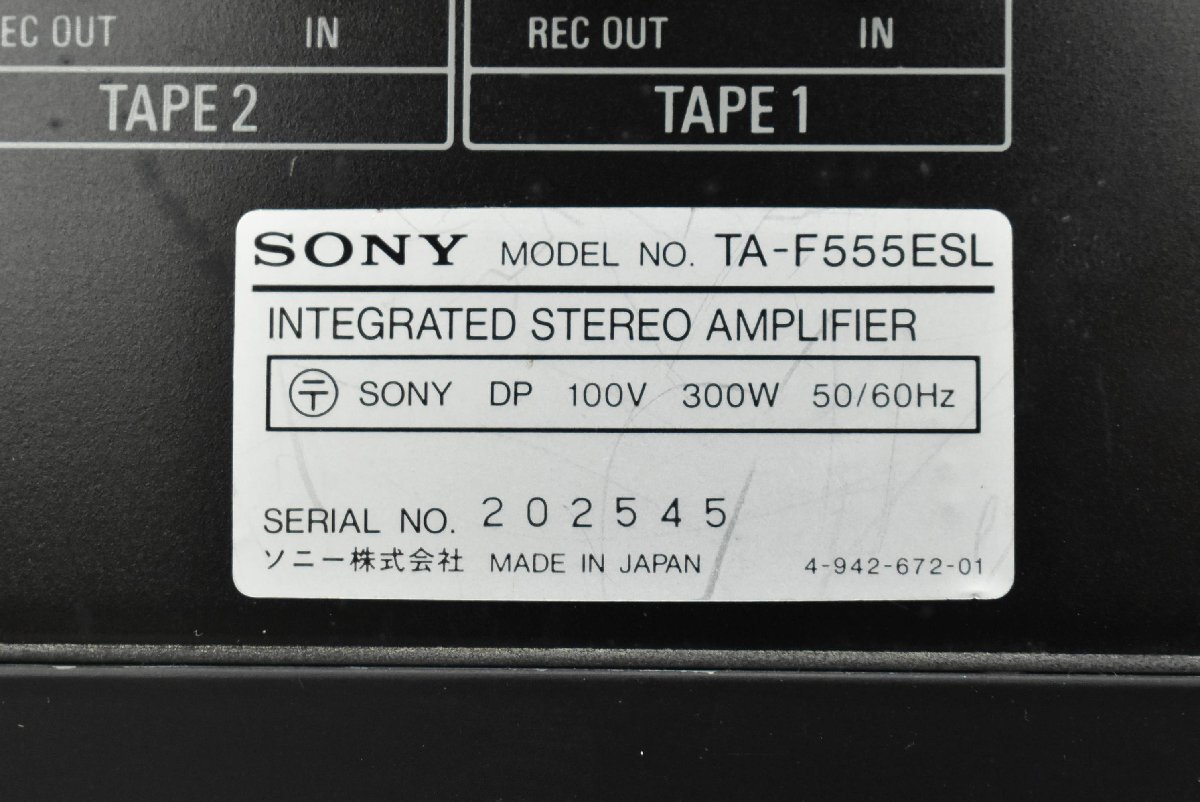 REC OUT IN REC OUT IN
TAPE 2 TAPE 1
SONY MODEL NO. TA-F555ESL
INTEGRATED STEREO AMPLIFIER
〒 SONY DP 100V 300W 50/60Hz
SERIAL NO. 202545
ソニー株式会社 MADE IN JAPAN 4-942-672-01